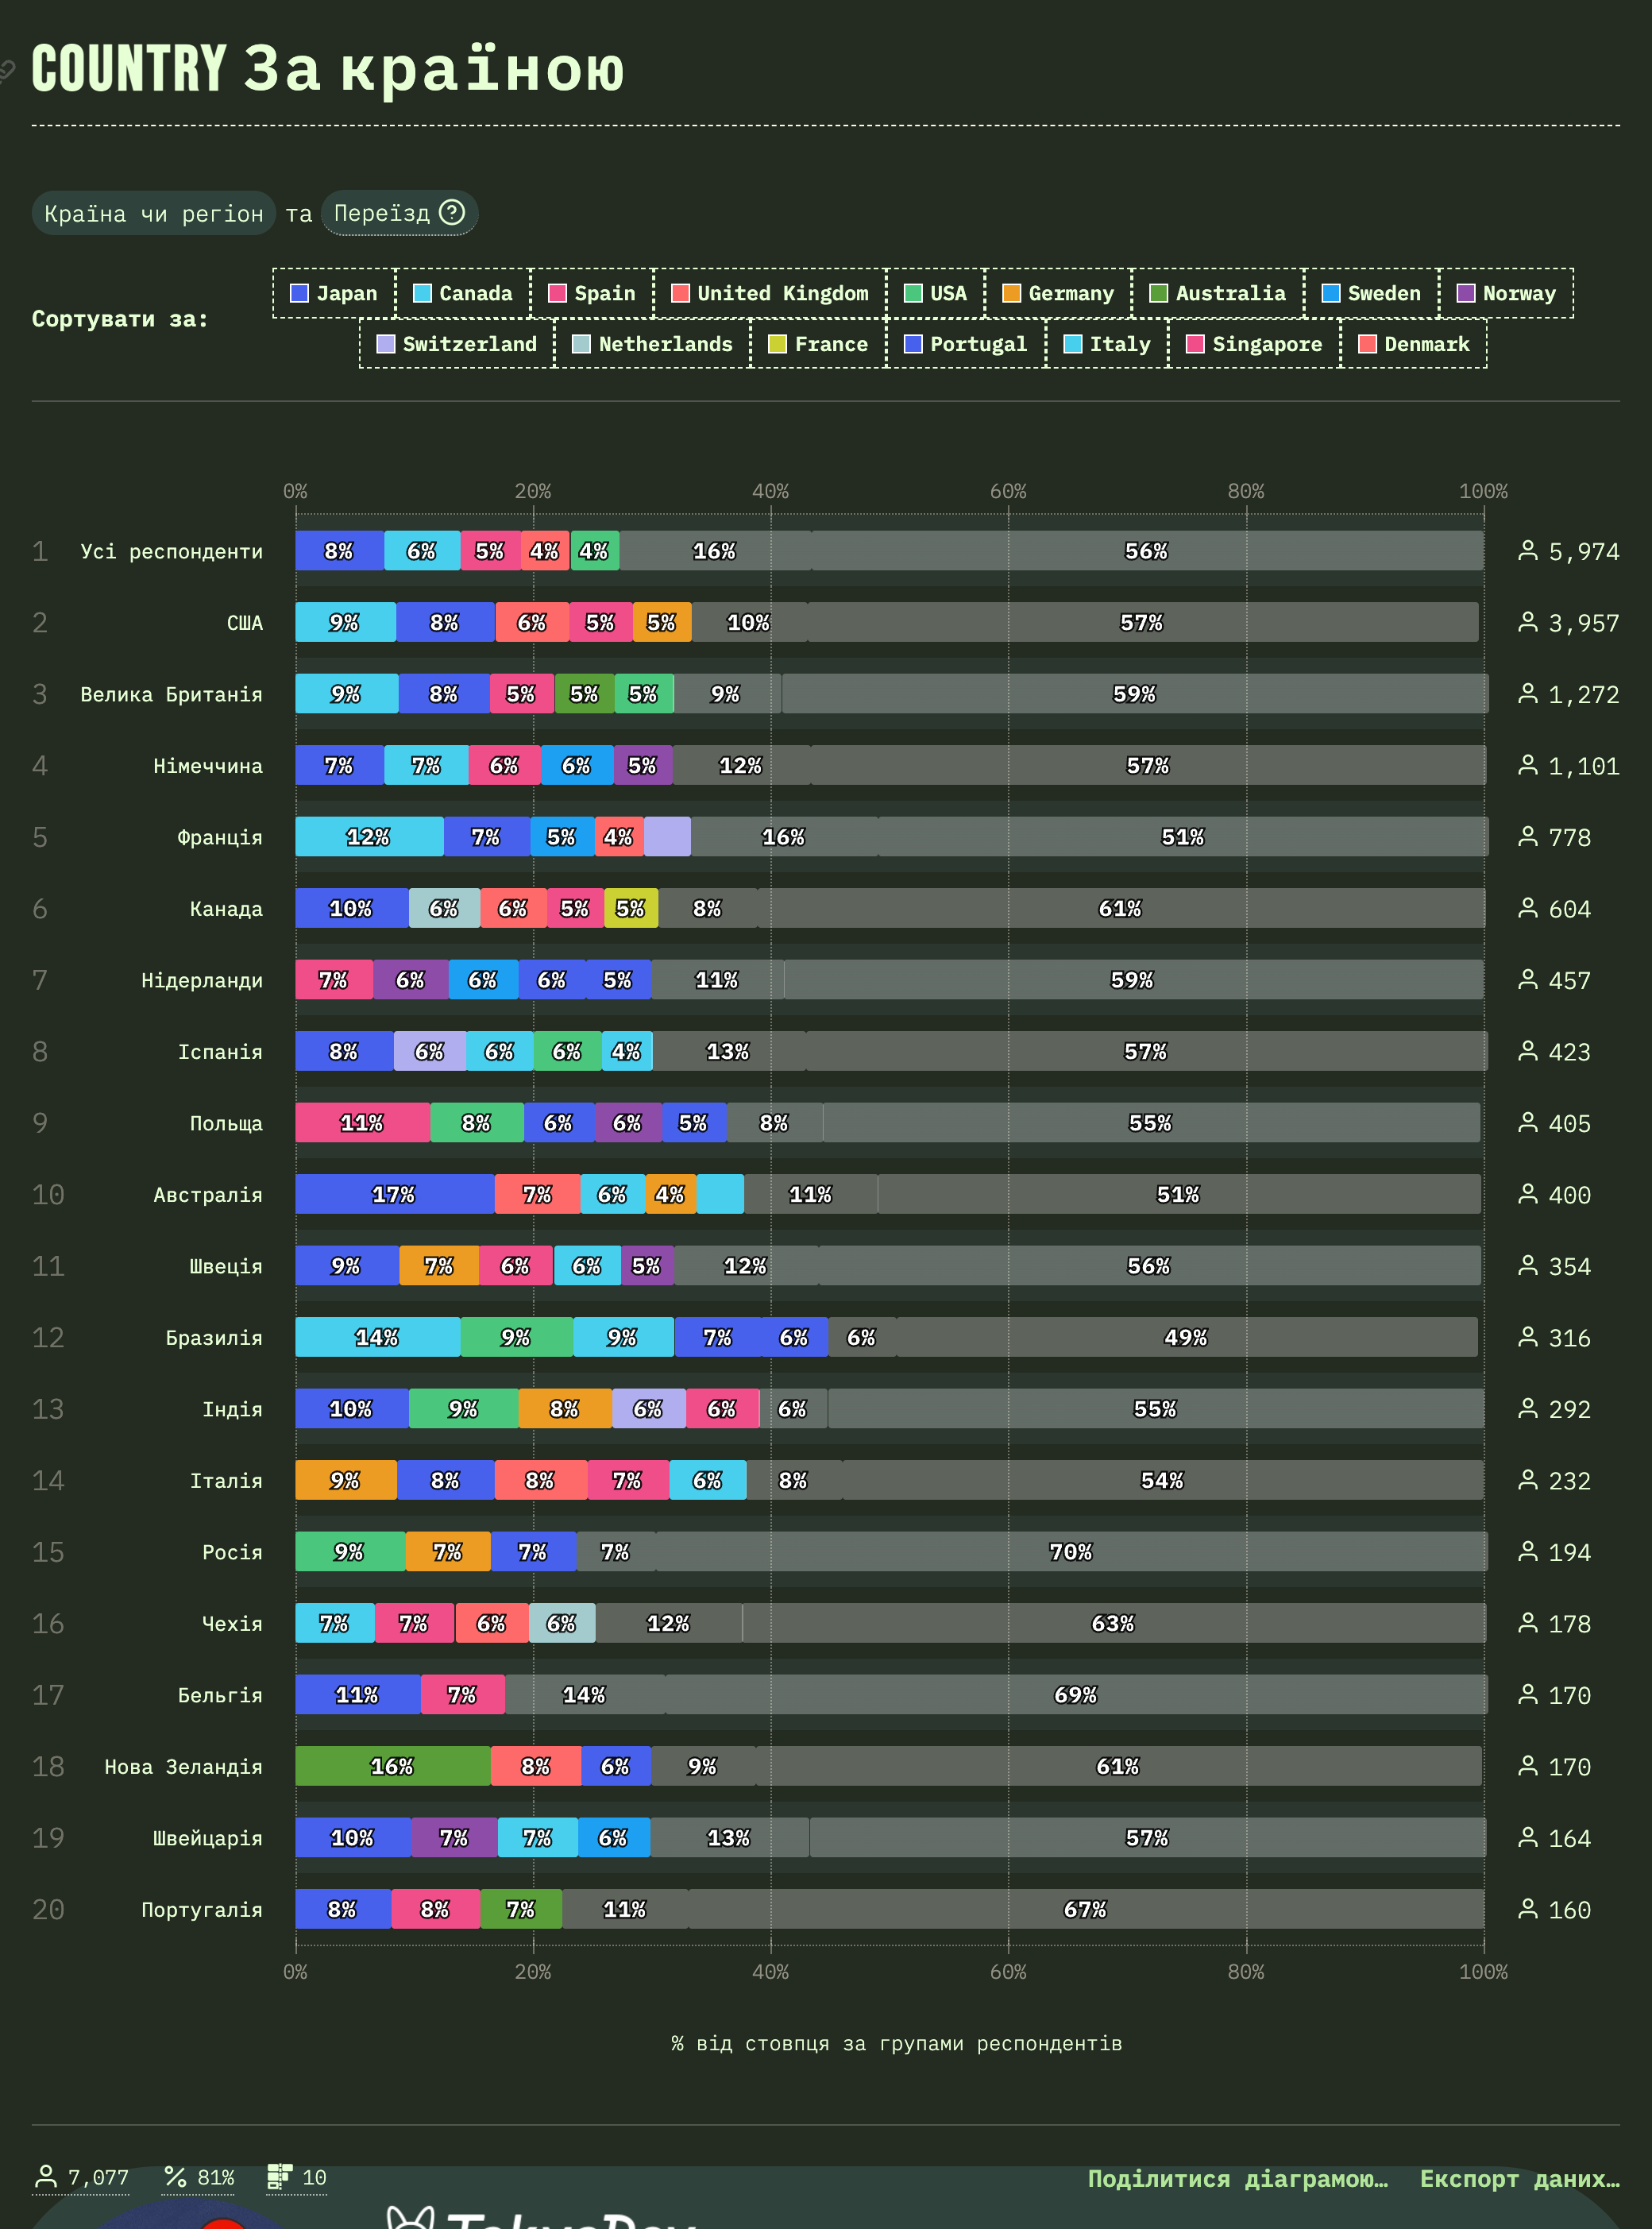 COUNTRY За країною
Країна чи регіон та Переїзд ?
Сортувати за:
Japan Canada Spain United Kingdom USA Germany Australia Sweden Norway
Switzerland Netherlands France Portugal Italy Singapore Denmark
0% 20% 40% 60% 80% 100%
1 Усі респонденти 8% 6% 5% 4% 4% 16% 56% 5,974
2 США 9% 8% 6% 5% 5% 10% 57% 3,957
3 Велика Британія 9% 8% 5% 5% 5% 9% 59% 1,272
4 Німеччина 7% 7% 6% 6% 5% 12% 57% 1,101
5 Франція 12% 7% 5% 4% 16% 51% 778
6 Канада 10% 6% 6% 5% 5% 8% 61% 604
7 Нідерланди 7% 6% 6% 6% 5% 11% 59% 457
8 Іспанія 8% 6% 6% 6% 4% 13% 57% 423
9 Польща 11% 8% 6% 6% 5% 8% 55% 405
10 Австралія 17% 7% 6% 4% 11% 51% 400
11 Швеція 9% 7% 6% 6% 5% 12% 56% 354
12 Бразилія 14% 9% 9% 7% 6% 6% 49% 316
13 Індія 10% 9% 8% 6% 6% 6% 55% 292
14 Італія 9% 8% 8% 7% 6% 8% 54% 232
15 Росія 9% 7% 7% 7% 70% 194
16 Чехія 7% 7% 6% 6% 12% 63% 178
17 Бельгія 11% 7% 14% 69% 170
18 Нова Зеландія 16% 8% 6% 9% 61% 170
19 Швейцарія 10% 7% 7% 6% 13% 57% 164
20 Португалія 8% 8% 7% 11% 67% 160
0% 20% 40% 60% 80% 100%
% від стовпця за групами респондентів
7,077 81% 10 Поділитися діаграмою… Експорт даних…
TokyoDev